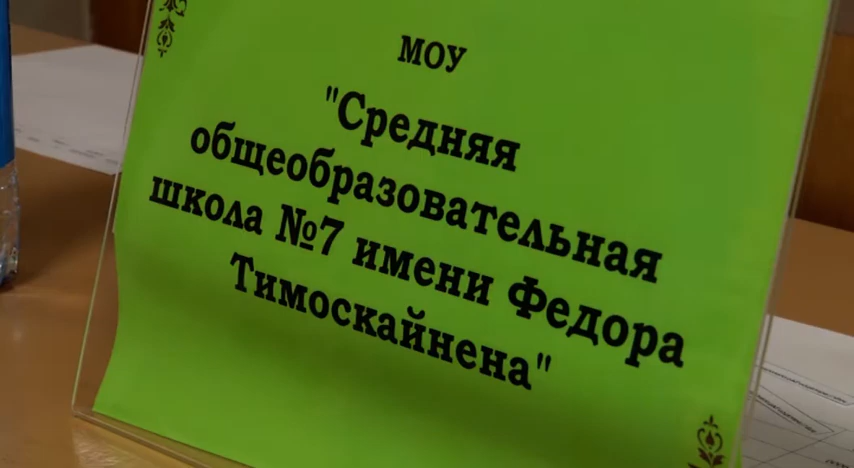 МОУ
"Средняя
общеобразовательная
школа №7 имени Федора
Тимоскайнена"